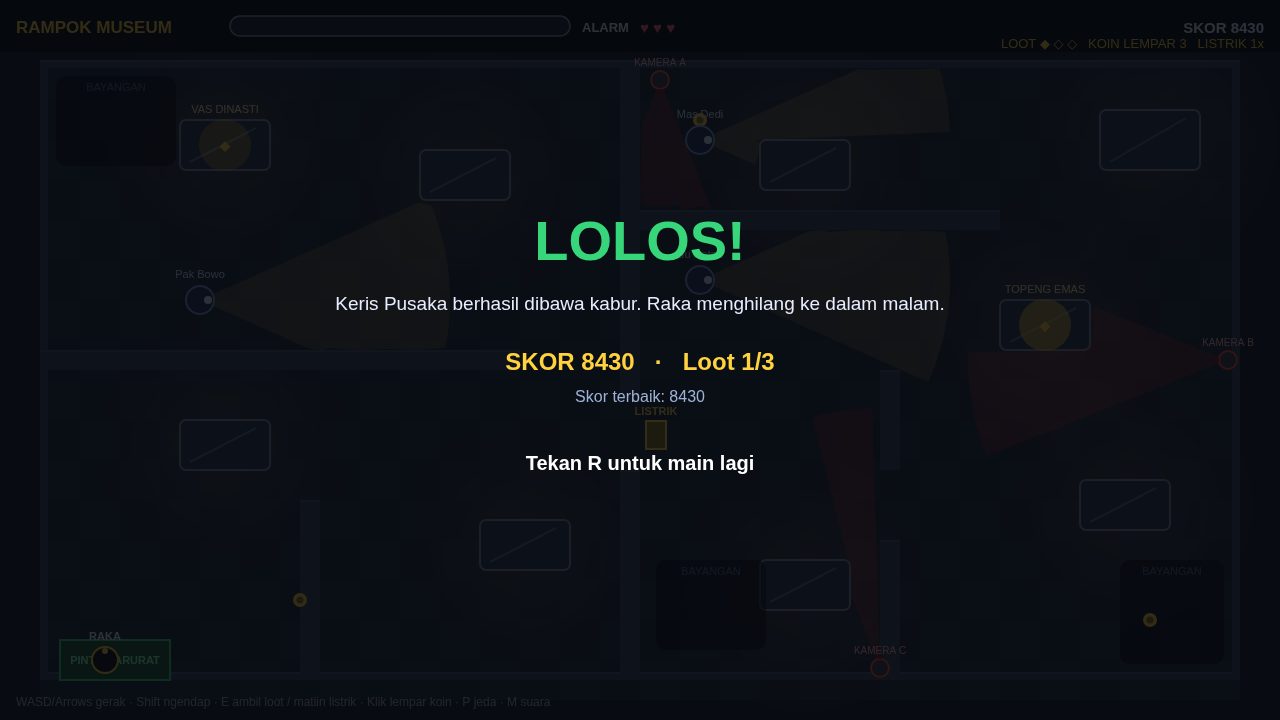 RAMPOK MUSEUM
ALARM ♥ ♥ ♥
SKOR 8430
LOOT ◆ ◇ ◇ KOIN LEMPAR 3 LISTRIK 1x
KAMERA A
BAYANGAN
VAS DINASTI
Mas Dedi
LOLOS!
Pak Bowo
TOPENG EMAS
Keris Pusaka berhasil dibawa kabur. Raka menghilang ke dalam malam.
KAMERA B
SKOR 8430 · Loot 1/3
Skor terbaik: 8430
LISTRIK
Tekan R untuk main lagi
BAYANGAN
BAYANGAN
RAKA
KAMERA C
WASD/Arrows gerak · Shift ngendap · E ambil loot / matiin listrik · Klik lempar koin · P jeda · M suara